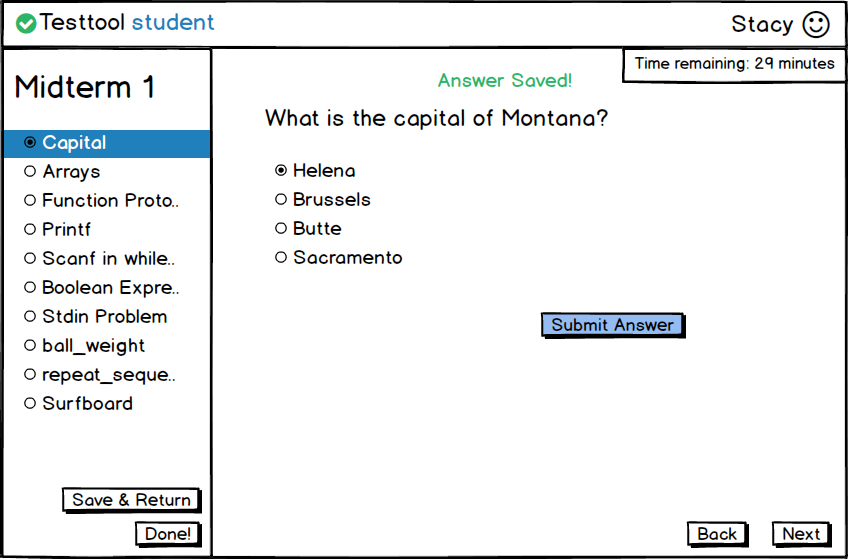 Testtool student
Stacy
Time remaining: 29 minutes
Midterm 1
Capital
Arrays
Function Proto..
Printf
Scanf in while..
Boolean Expre..
Stdin Problem
ball_weight
repeat_seque..
Surfboard
Save & Return
Done!
Answer Saved!
What is the capital of Montana?
Helena
Brussels
Butte
Sacramento
Submit Answer
Back
Next